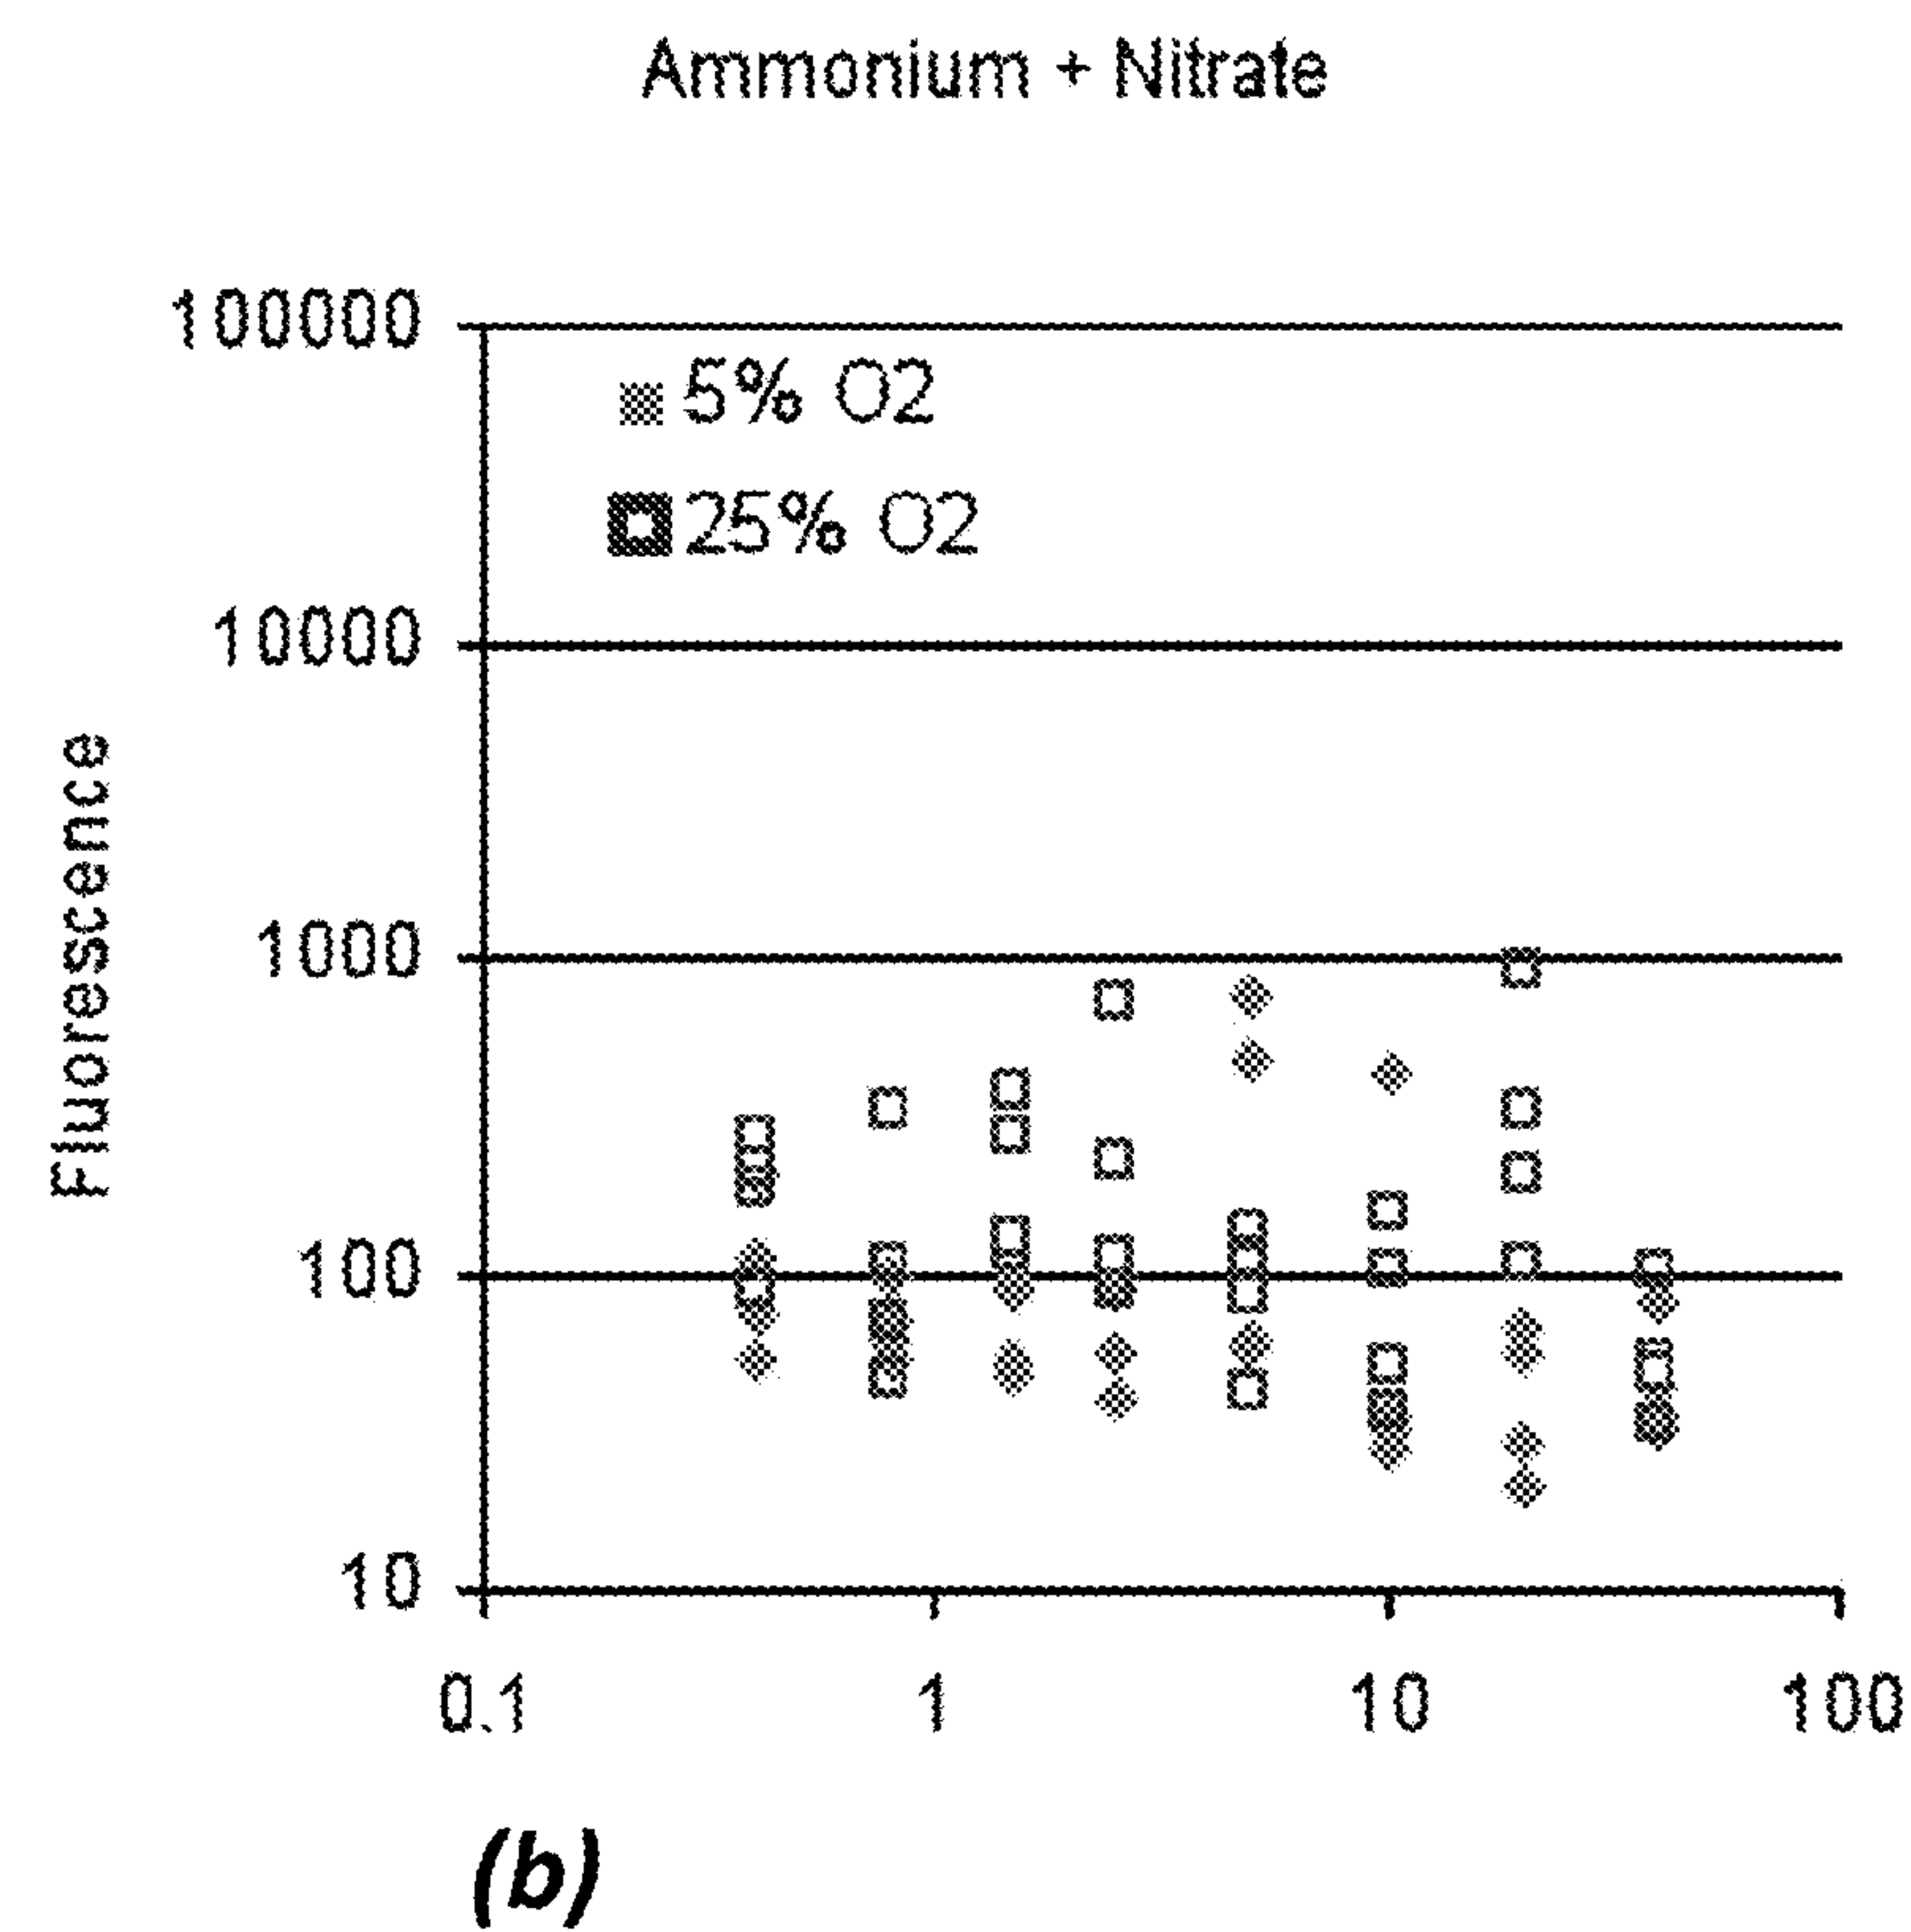 Ammonium + Nitrate
100000
5% O2
25% O2
10000
Fluorescence
1000
100
10
0.1 1 10 100
(b)